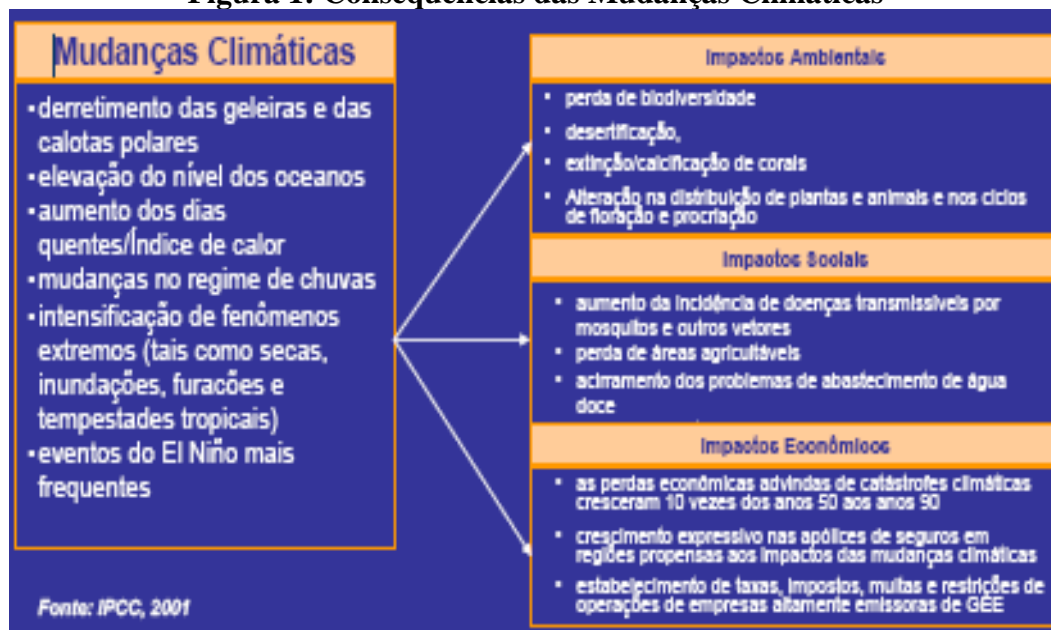 Figura 1: Consequências das Mudanças Climáticas
Mudanças Climáticas
•derretimento das geleiras e das
calotas polares
•elevação do nível dos oceanos
•aumento dos dias
quentes/Índice de calor
•mudanças no regime de chuvas
•intensificação de fenômenos
extremos (tais como secas,
inundações, furacões e
tempestades tropicais)
•eventos do El Niño mais
frequentes
Fonte: IPCC, 2001
Impactos Ambientais
• perda de biodiversidade
• desertificação,
• extinção/calcificação de corais
• Alteração na distribuição de plantas e animais e nos ciclos
de floração e procriação
Impactos Sociais
• aumento da incidência de doenças transmissíveis por
mosquitos e outros vetores
• perda de áreas agricultáveis
• acirramento dos problemas de abastecimento de água
doce
Impactos Econômicos
• as perdas econômicas advindas de catástrofes climáticas
cresceram 10 vezes dos anos 50 aos anos 90
• crescimento expressivo nas apólices de seguros em
regiões propensas aos impactos das mudanças climáticas
• estabelecimento de taxas, impostos, multas e restrições de
operações de empresas altamente emissoras de GEE